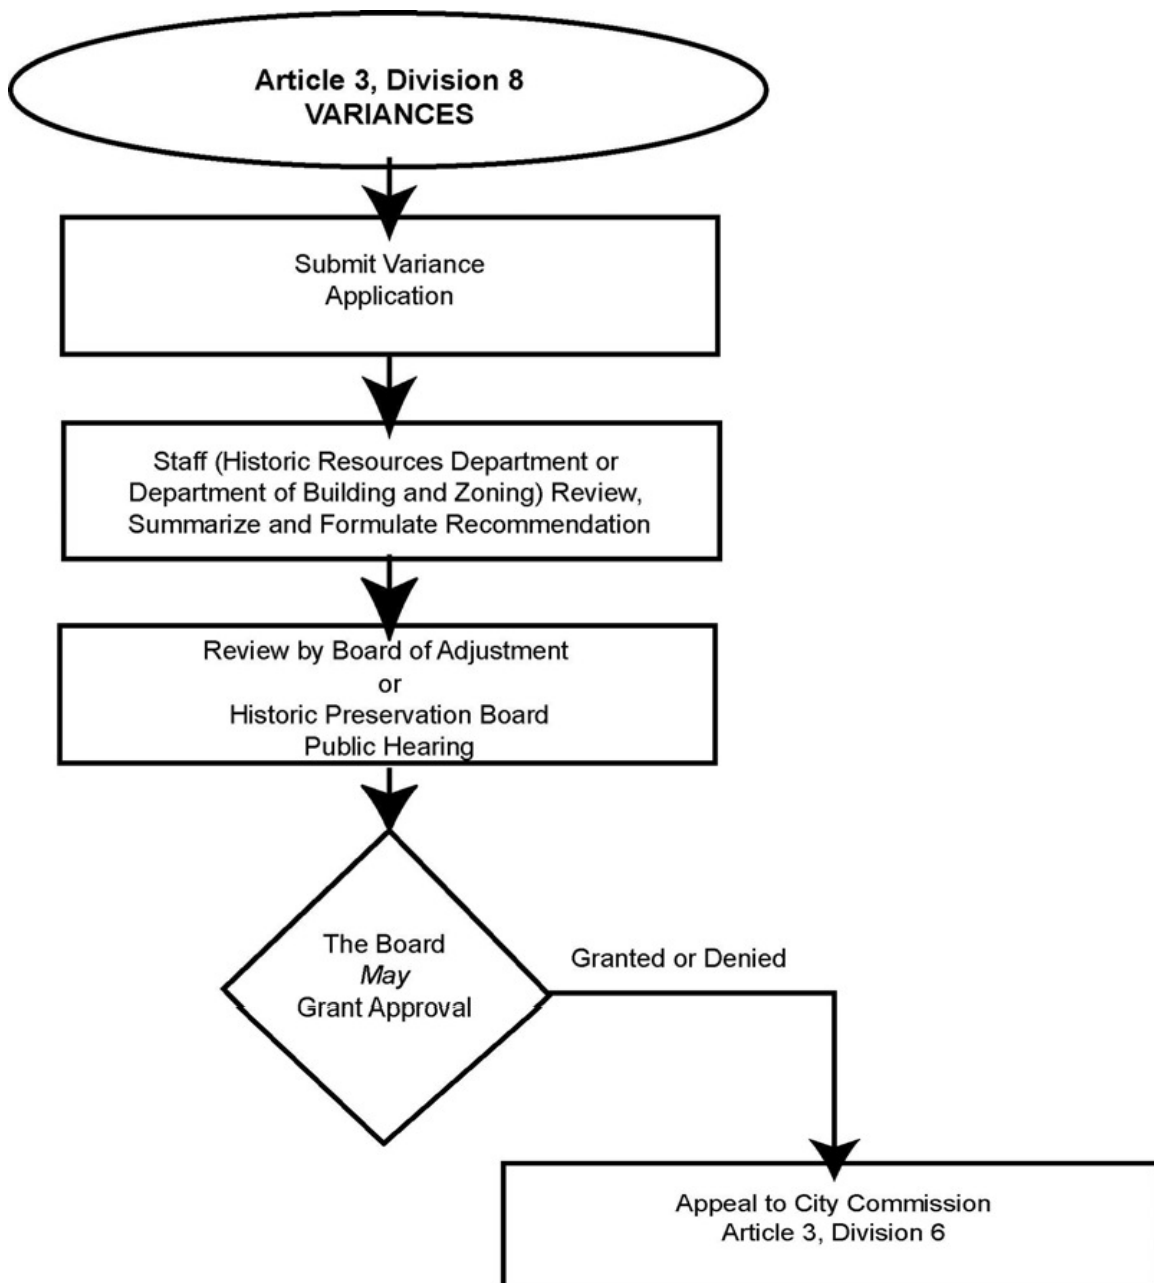 Article 3, Division 8
VARIANCES
Submit Variance
Application
Staff (Historic Resources Department or
Department of Building and Zoning) Review,
Summarize and Formulate Recommendation
Review by Board of Adjustment
or
Historic Preservation Board
Public Hearing
The Board
May
Grant Approval
Granted or Denied
Appeal to City Commission
Article 3, Division 6